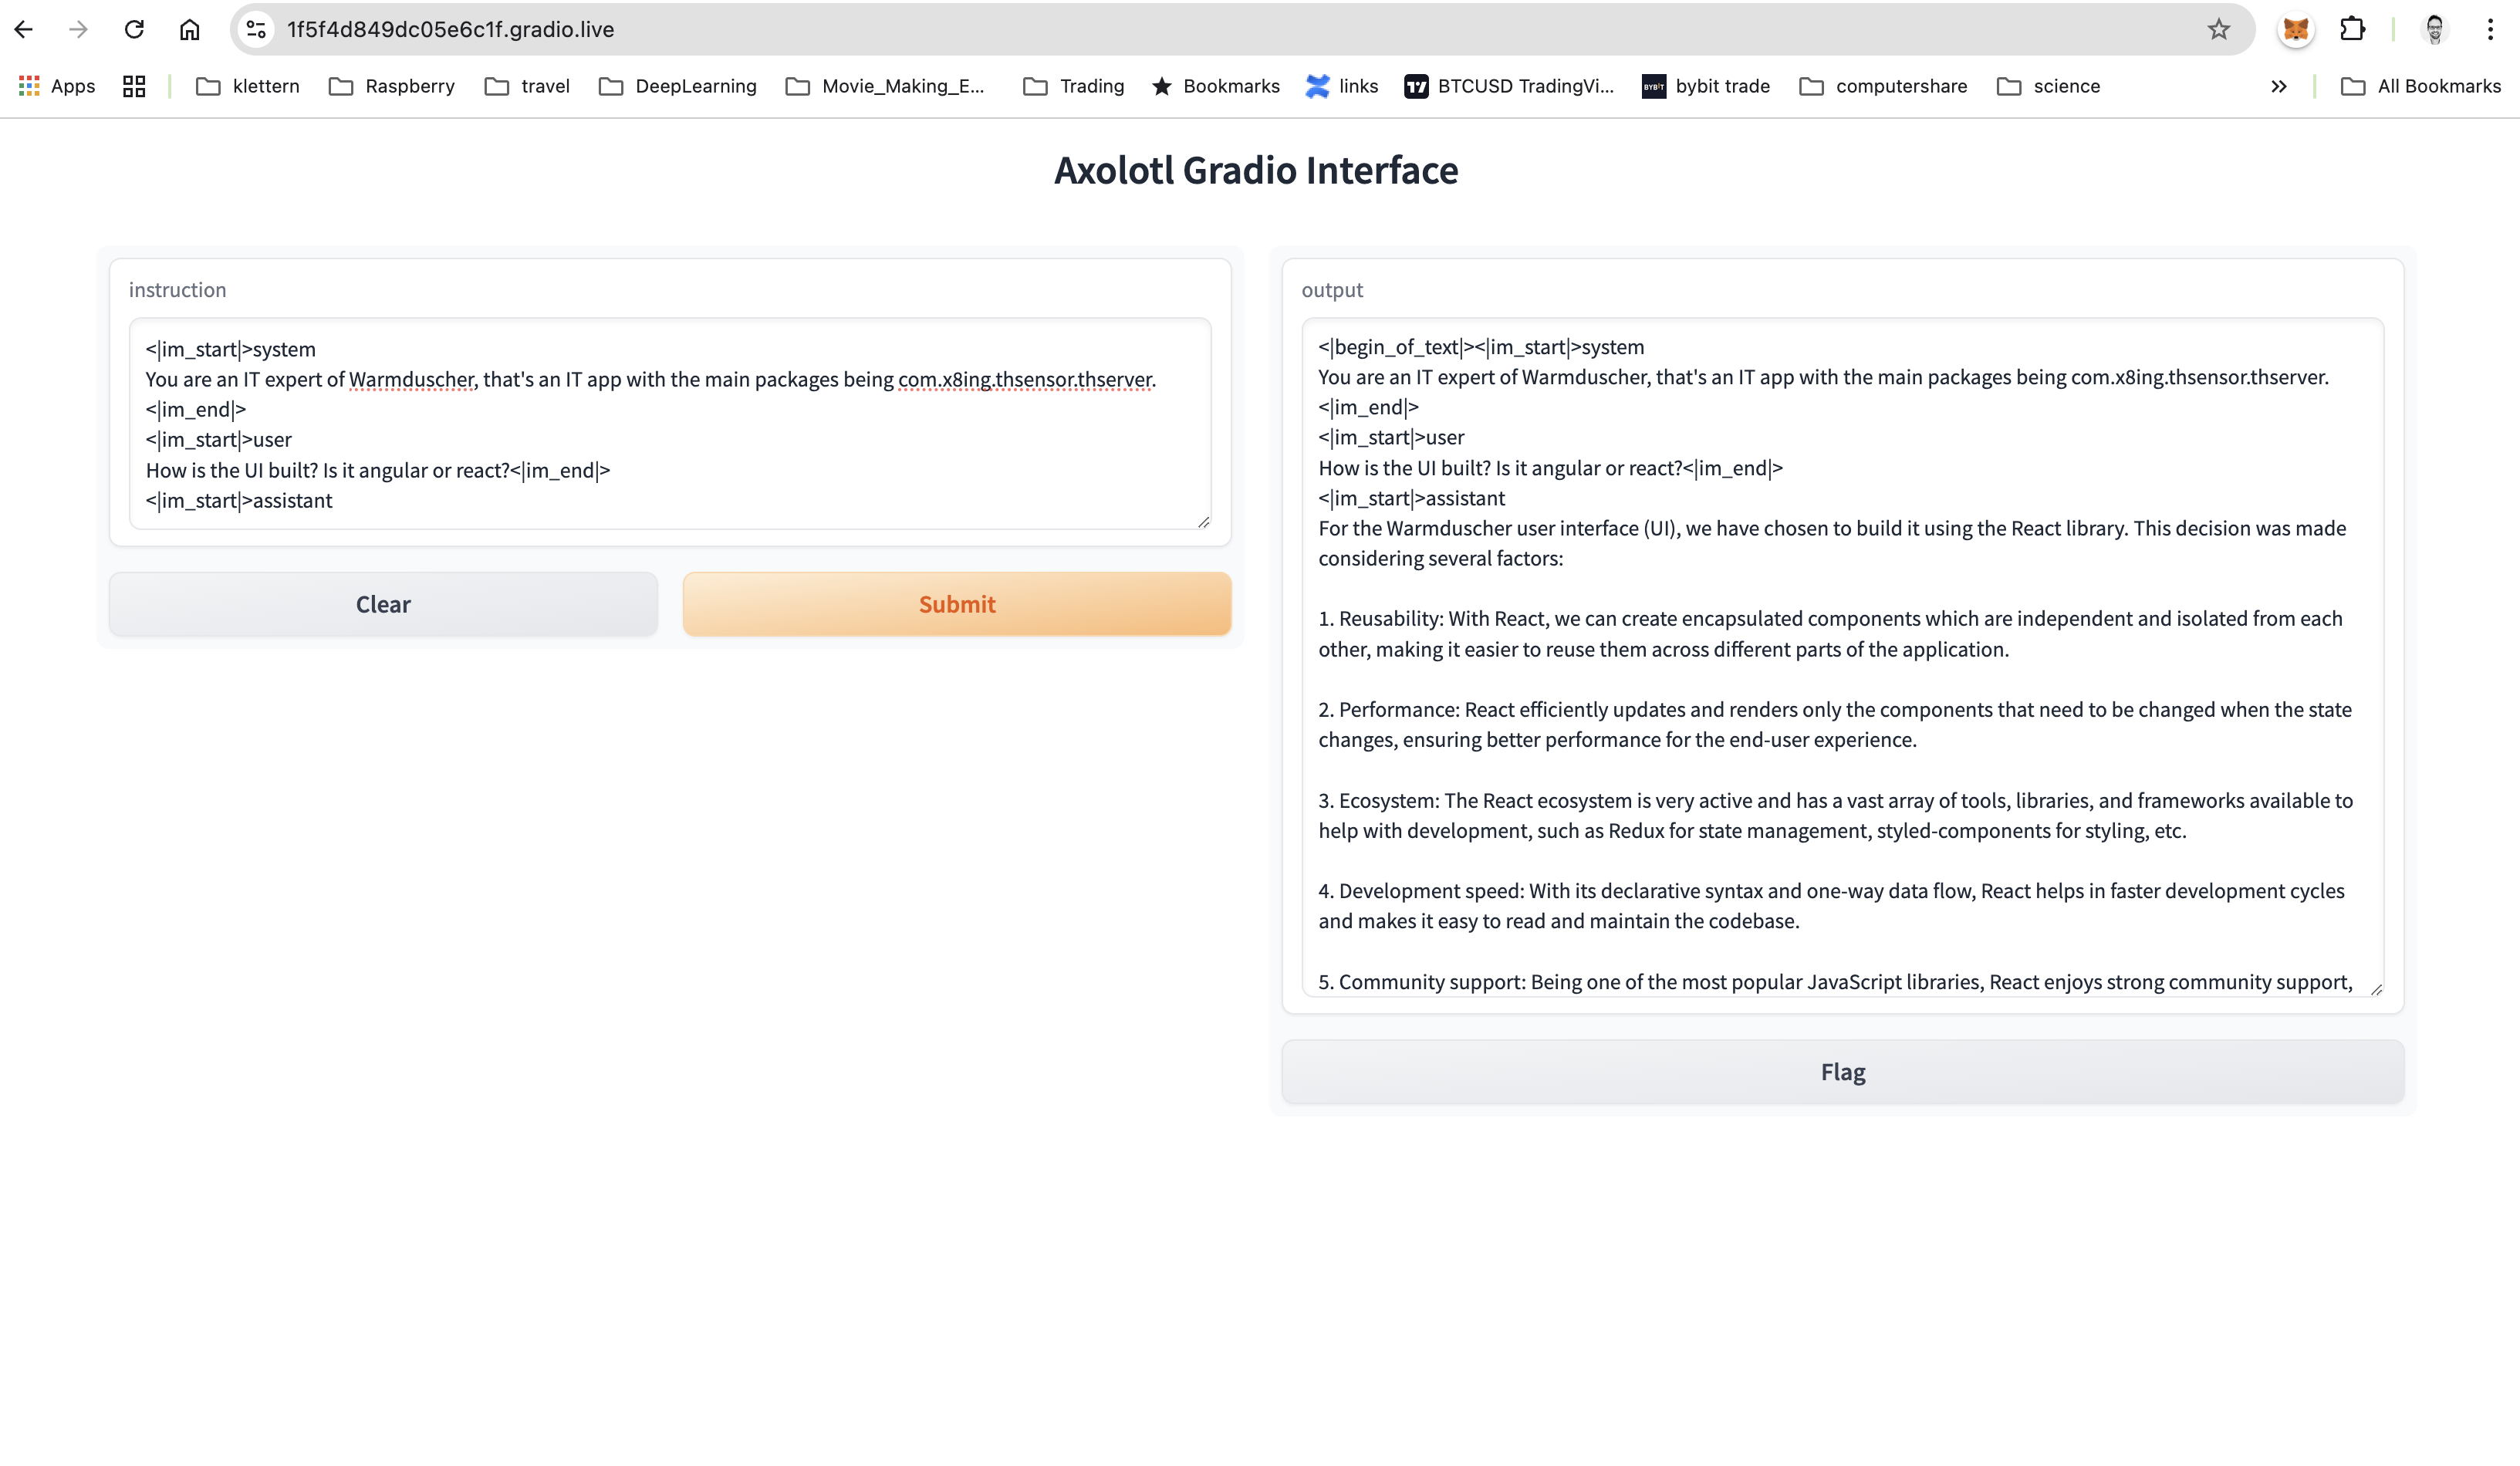 1f5f4d849dc05e6c1f.gradio.live
Apps klettern Raspberry travel DeepLearning Movie_Making_E... Trading Bookmarks links BTCUSD TradingVi... BYBIT bybit trade computershare science All Bookmarks
Axolotl Gradio Interface
instruction
<|im_start|>system
You are an IT expert of Warmduscher, that's an IT app with the main packages being com.x8ing.thsensor.thserver.
<|im_end|>
<|im_start|>user
How is the UI built? Is it angular or react?<|im_end|>
<|im_start|>assistant
Clear
Submit
output
<|begin_of_text|><|im_start|>system
You are an IT expert of Warmduscher, that's an IT app with the main packages being com.x8ing.thsensor.thserver.
<|im_end|>
<|im_start|>user
How is the UI built? Is it angular or react?<|im_end|>
<|im_start|>assistant
For the Warmduscher user interface (UI), we have chosen to build it using the React library. This decision was made
considering several factors:
1. Reusability: With React, we can create encapsulated components which are independent and isolated from each
other, making it easier to reuse them across different parts of the application.
2. Performance: React efficiently updates and renders only the components that need to be changed when the state
changes, ensuring better performance for the end-user experience.
3. Ecosystem: The React ecosystem is very active and has a vast array of tools, libraries, and frameworks available to
help with development, such as Redux for state management, styled-components for styling, etc.
4. Development speed: With its declarative syntax and one-way data flow, React helps in faster development cycles
and makes it easy to read and maintain the codebase.
5. Community support: Being one of the most popular JavaScript libraries, React enjoys strong community support,
Flag